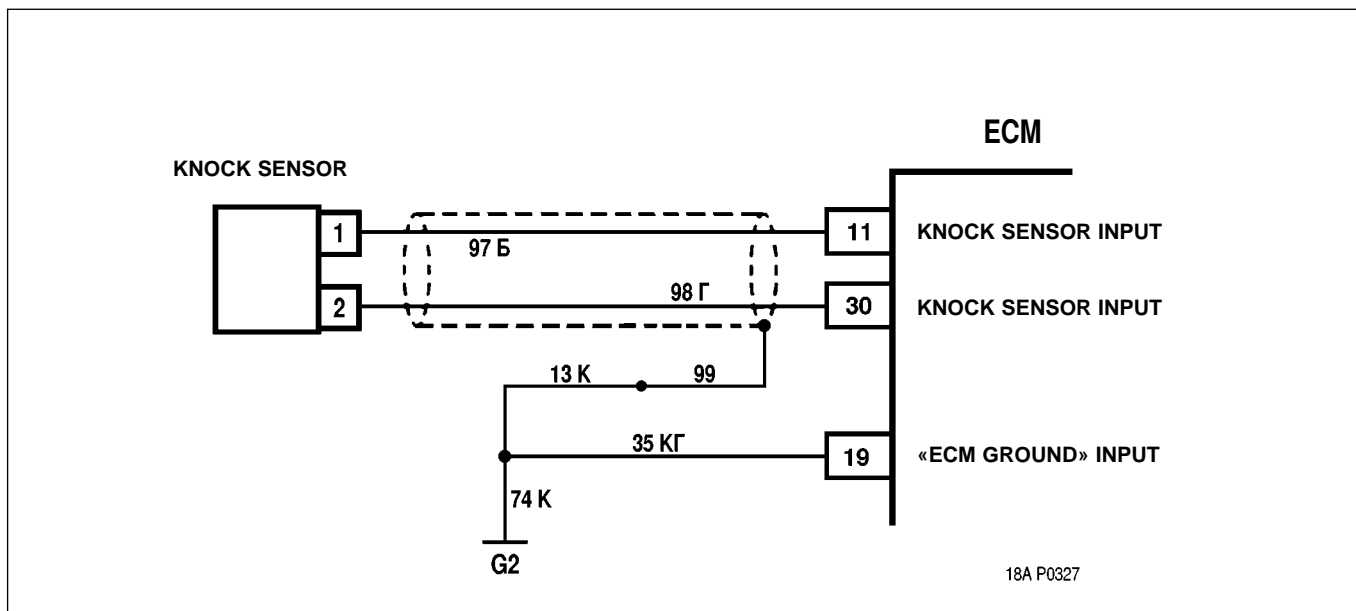 ECM
KNOCK SENSOR
1
97 Б
11
KNOCK SENSOR INPUT
2
98 Г
30
KNOCK SENSOR INPUT
13 К
99
35 КГ
19
«ECM GROUND» INPUT
74 К
G2
18A P0327